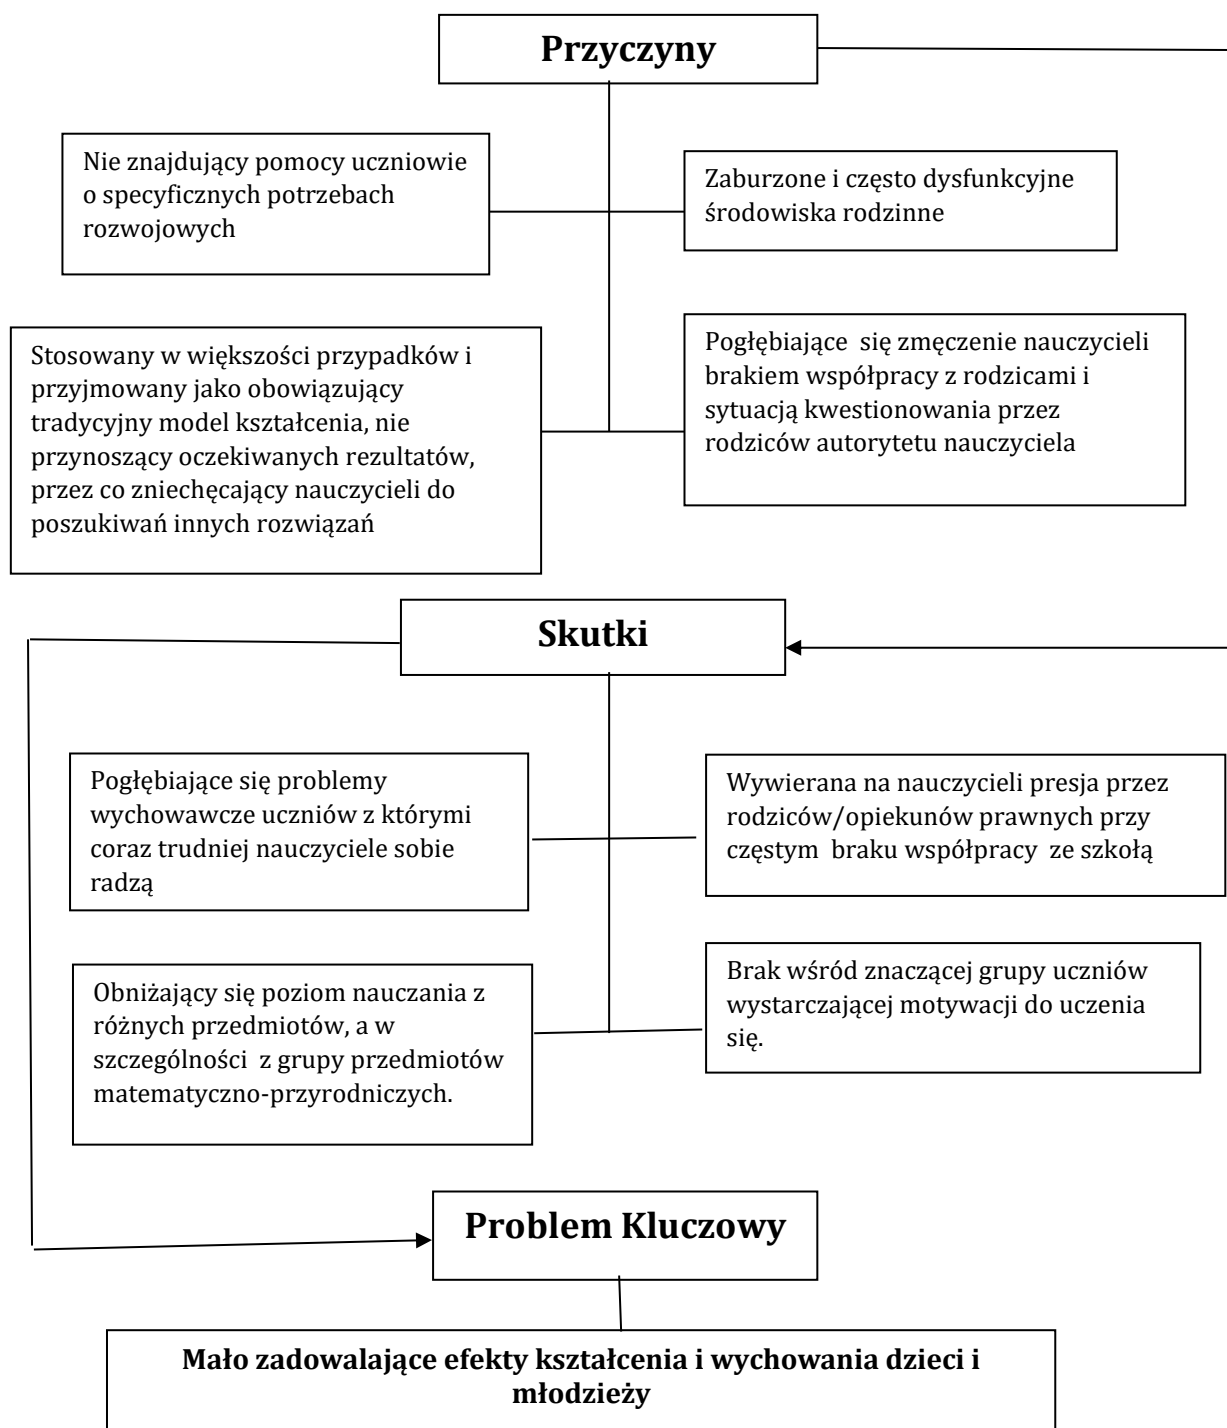 Przyczyny
Nie znajdujący pomocy uczniowie
o specyficznych potrzebach
rozwojowych
Zaburzone i często dysfunkcyjne
środowiska rodzinne
Stosowany w większości przypadków i
przyjmowany jako obowiązujący
tradycyjny model kształcenia, nie
przynoszący oczekiwanych rezultatów,
przez co zniechęcający nauczycieli do
poszukiwań innych rozwiązań
Pogłębiające się zmęczenie nauczycieli
brakiem współpracy z rodzicami i
sytuacją kwestionowania przez
rodziców autorytetu nauczyciela
Skutki
Pogłębiające się problemy
wychowawcze uczniów z którymi
coraz trudniej nauczyciele sobie
radzą
Wywierana na nauczycieli presja przez
rodziców/opiekunów prawnych przy
częstym braku współpracy ze szkołą
Obniżający się poziom nauczania z
różnych przedmiotów, a w
szczególności z grupy przedmiotów
matematyczno-przyrodniczych.
Brak wśród znaczącej grupy uczniów
wystarczającej motywacji do uczenia
się.
Problem Kluczowy
Mało zadowalające efekty kształcenia i wychowania dzieci i
młodzieży